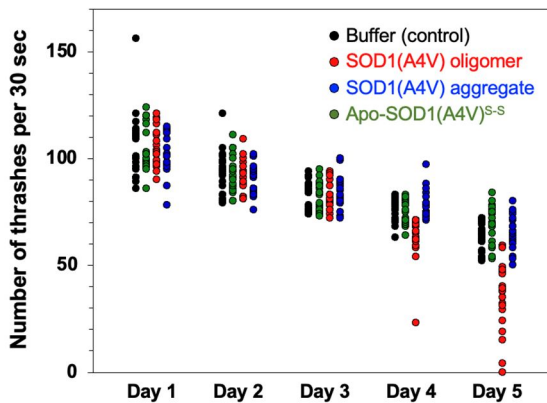 Number of thrashes per 30 sec
150
100
50
0
Buffer (control)
SOD1(A4V) oligomer
SOD1(A4V) aggregate
Apo-SOD1(A4V)ˢ⁻ˢ
Day 1 Day 2 Day 3 Day 4 Day 5